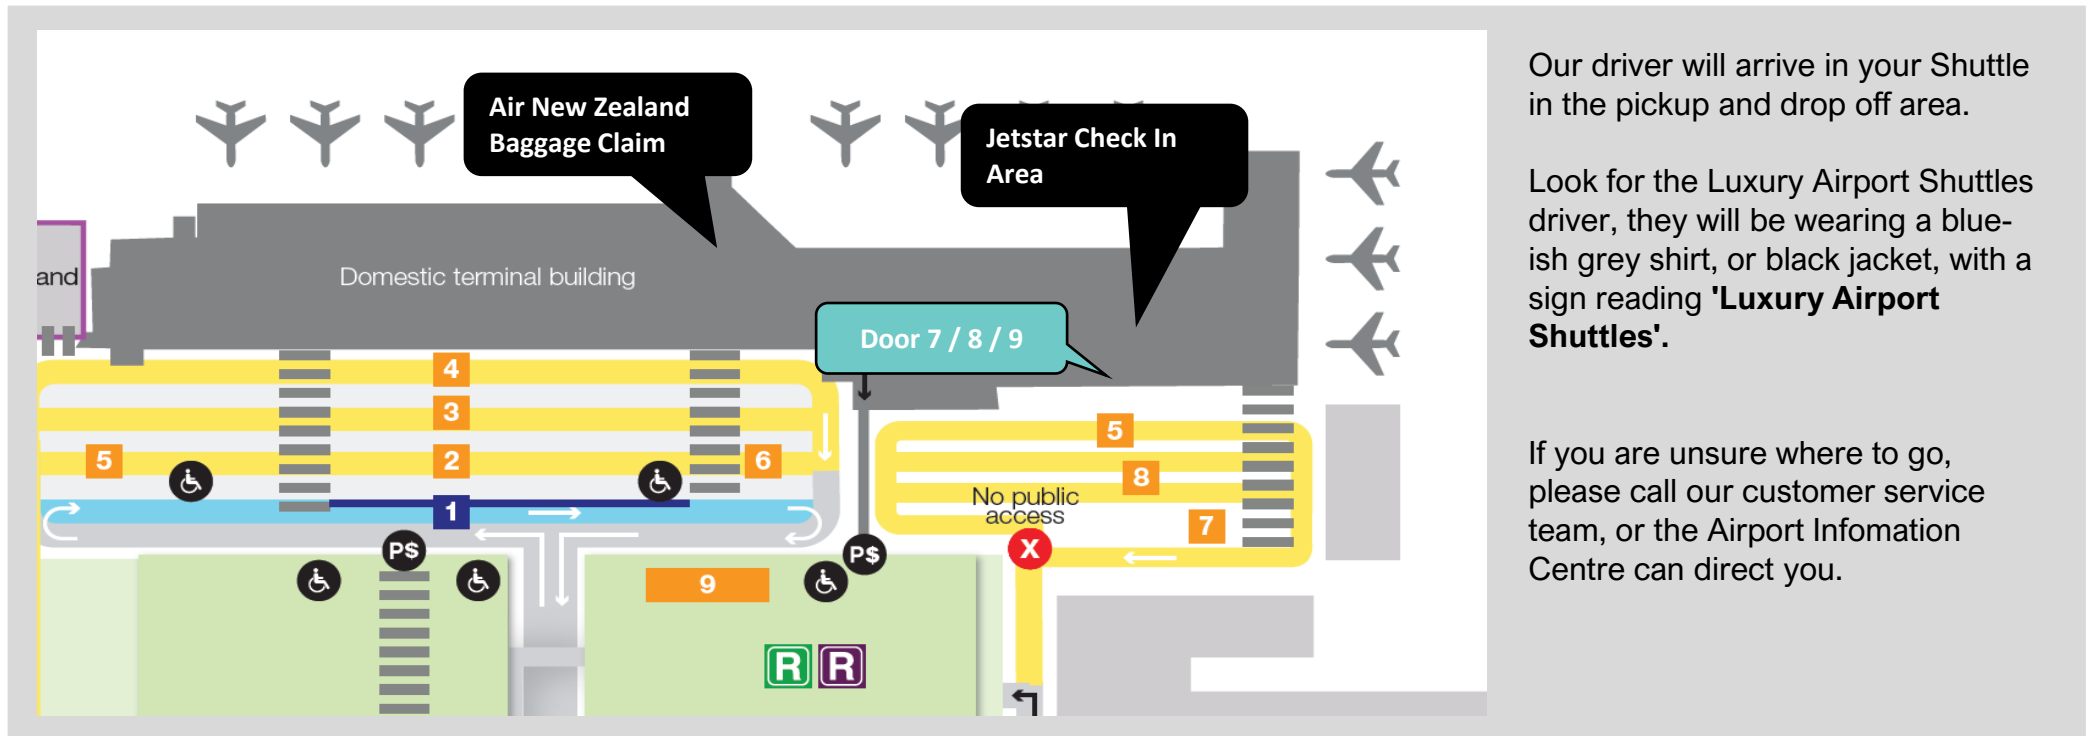 Air New Zealand
Baggage Claim
Jetstar Check In
Area
and
Domestic terminal building
Door 7 / 8 / 9
4
3
5
2
6
1
5
8
No public
access
7
P$
P$
X
9
R R
Our driver will arrive in your Shuttle
in the pickup and drop off area.
Look for the Luxury Airport Shuttles
driver, they will be wearing a blue-
ish grey shirt, or black jacket, with a
sign reading 'Luxury Airport
Shuttles'.
If you are unsure where to go,
please call our customer service
team, or the Airport Infomation
Centre can direct you.